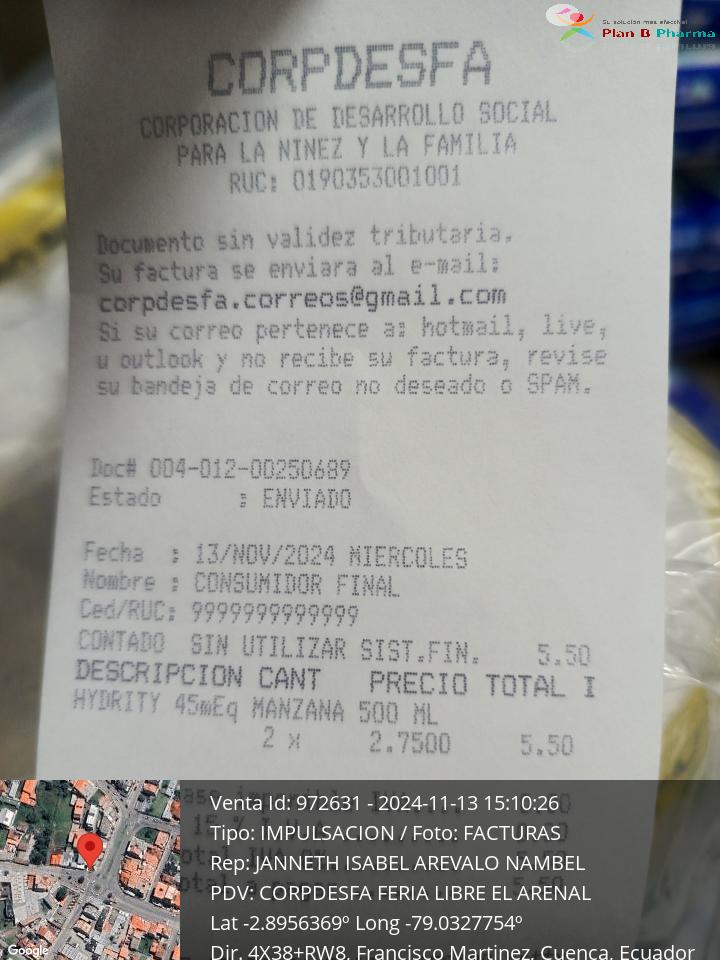 Su solución más efectiva!
Plan B Pharma
CORPDESFA
CORPORACION DE DESARROLLO SOCIAL
PARA LA NINEZ Y LA FAMILIA
RUC: 0190353001001
Documento sin validez tributaria.
Su factura se enviara al e-mail:
corpdesfa.correos@gmail.com
Si su correo pertenece a: hotmail, live,
u outlook y no recibe su factura, revise
su bandeja de correo no deseado o SPAM.
Doc# 004-012-00250689
Estado : ENVIADO
Fecha : 13/NOV/2024 MIERCOLES
Nombre : CONSUMIDOR FINAL
Ced/RUC: 9999999999999
CONTADO SIN UTILIZAR SIST.FIN. 5.50
DESCRIPCION CANT PRECIO TOTAL I
HYDRITY 45mEq MANZANA 500 ML
2 x 2.7500 5.50
Venta Id: 972631 - 2024-11-13 15:10:26
Tipo: IMPULSACION / Foto: FACTURAS
Rep: JANNETH ISABEL AREVALO NAMBEL
PDV: CORPDESFA FERIA LIBRE EL ARENAL
Lat -2.8956369º Long -79.0327754º
Dir. 4X38+RW8, Francisco Martinez, Cuenca, Ecuador
Google